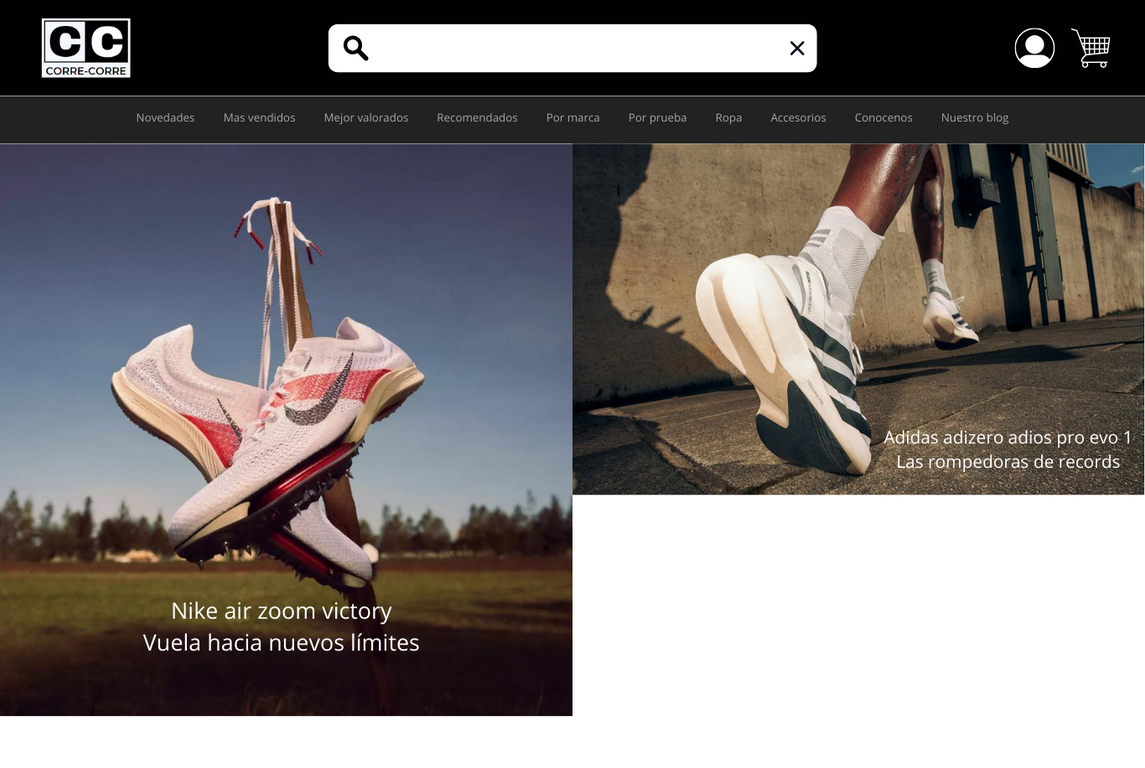 CC
CORRE-CORRE
Novedades Mas vendidos Mejor valorados Recomendados Por marca Por prueba Ropa Accesorios Conocenos Nuestro blog
Adidas adizero adios pro evo 1
Las rompedoras de records
Nike air zoom victory
Vuela hacia nuevos límites